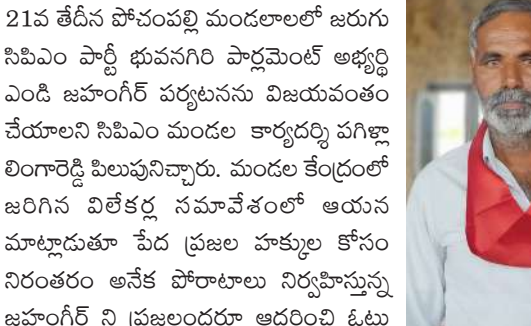 21వ తేదీన పోచంపల్లి మండలాలలో జరుగు
సిపిఎం పార్టీ భువనగిరి పార్లమెంట్ అభ్యర్థి
ఎండి జహంగీర్ పర్యటనను విజయవంతం
చేయాలని సిపిఎం మండల కార్యదర్శి పగిళ్లా
లింగారెడ్డి పిలుపునిచ్చారు. మండల కేంద్రంలో
జరిగిన విలేకర్ల సమావేశంలో ఆయన
మాట్లాడుతూ పేద ప్రజల హక్కుల కోసం
నిరంతరం అనేక పోరాటాలు నిర్వహిస్తున్న
జహంగీర్ ని ప్రజలందరూ ఆదరించి ఓటు